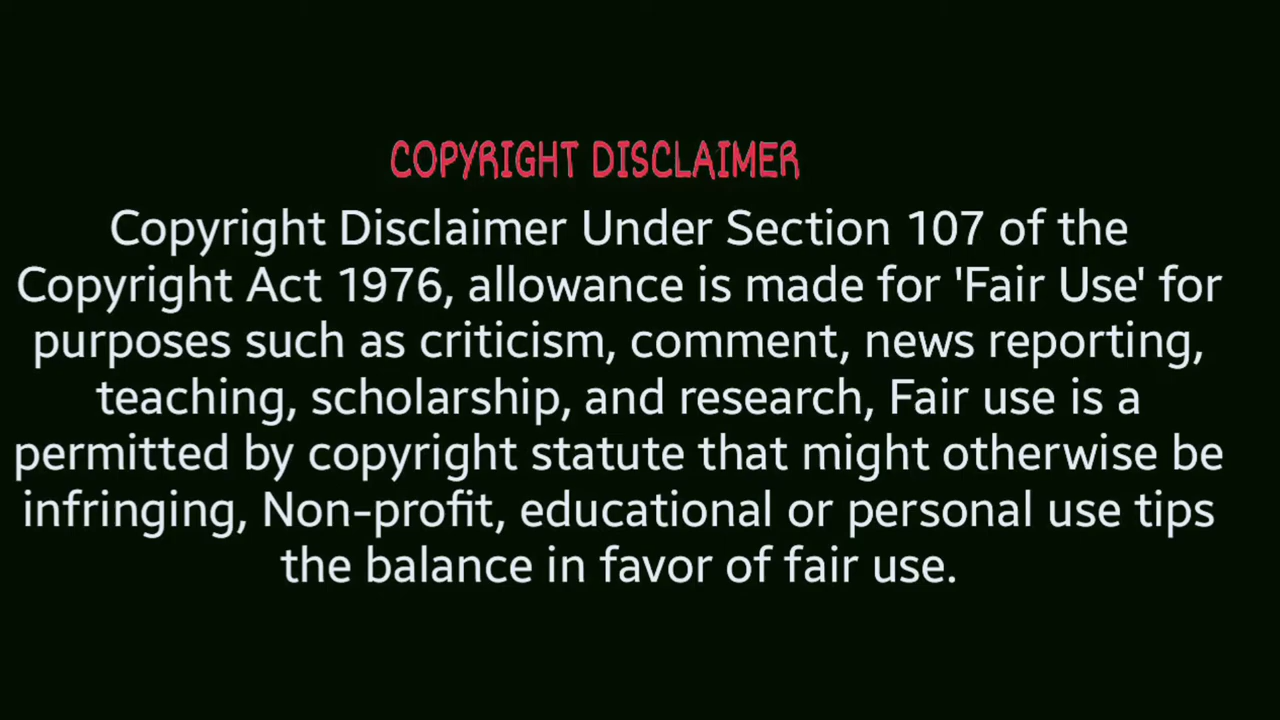 COPYRIGHT DISCLAIMER
Copyright Disclaimer Under Section 107 of the
Copyright Act 1976, allowance is made for 'Fair Use' for
purposes such as criticism, comment, news reporting,
teaching, scholarship, and research, Fair use is a
permitted by copyright statute that might otherwise be
infringing, Non-profit, educational or personal use tips
the balance in favor of fair use.